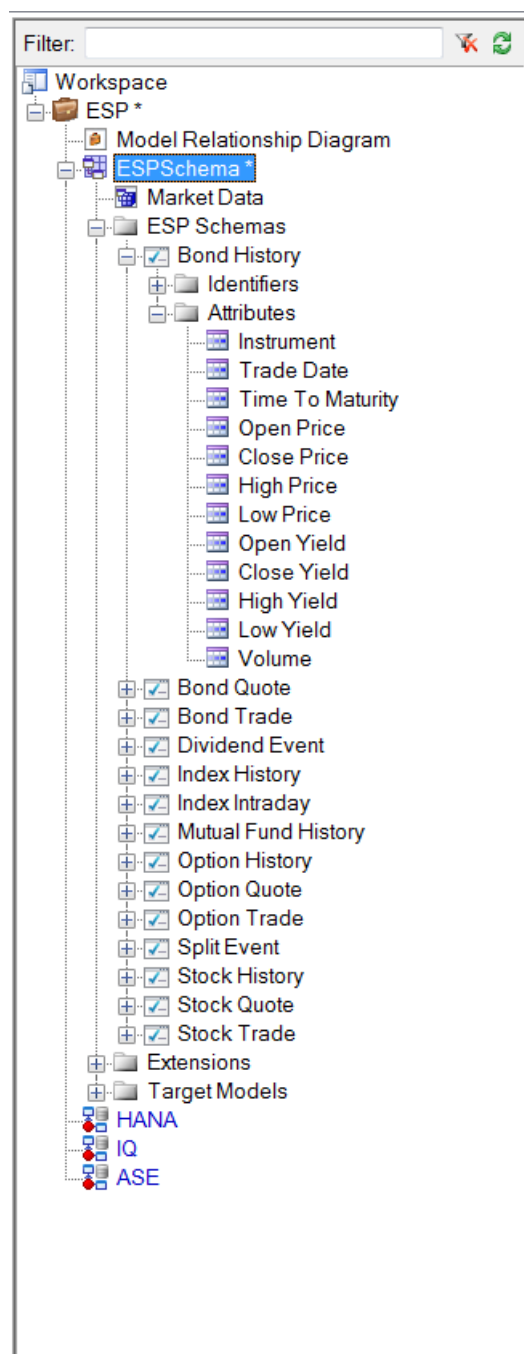 Filter:
Workspace
ESP *
Model Relationship Diagram
ESPSchema *
Market Data
ESP Schemas
Bond History
Identifiers
Attributes
Instrument
Trade Date
Time To Maturity
Open Price
Close Price
High Price
Low Price
Open Yield
Close Yield
High Yield
Low Yield
Volume
Bond Quote
Bond Trade
Dividend Event
Index History
Index Intraday
Mutual Fund History
Option History
Option Quote
Option Trade
Split Event
Stock History
Stock Quote
Stock Trade
Extensions
Target Models
HANA
IQ
ASE